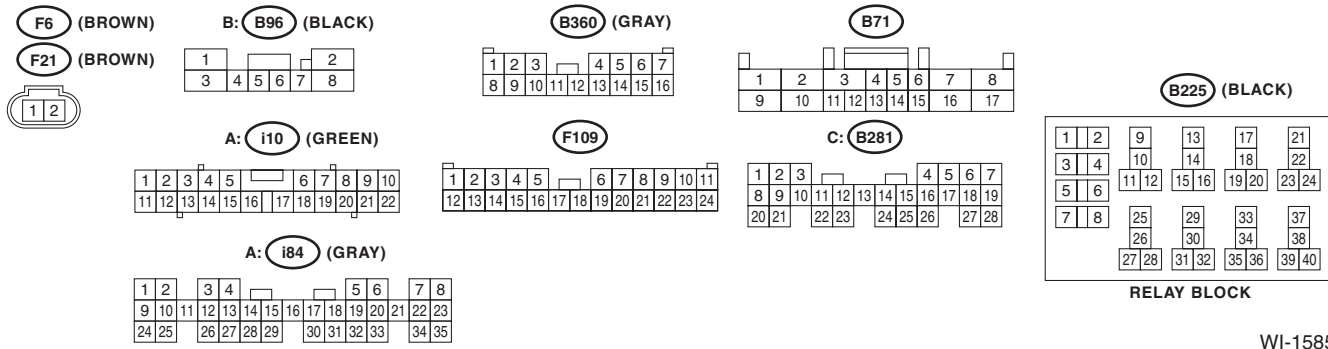 F6 (BROWN)
F21 (BROWN)
1 2
B: B96 (BLACK)
1 2
3 4 5 6 7 8
B360 (GRAY)
1 2 3 4 5 6 7
8 9 10 11 12 13 14 15 16
B71
1 2 3 4 5 6 7 8
9 10 11 12 13 14 15 16 17
A: i10 (GREEN)
1 2 3 4 5 6 7 8 9 10
11 12 13 14 15 16 17 18 19 20 21 22
F109
1 2 3 4 5 6 7 8 9 10 11
12 13 14 15 16 17 18 19 20 21 22 23 24
C: B281
1 2 3 4 5 6 7
8 9 10 11 12 13 14 15 16 17 18 19
20 21 22 23 24 25 26 27 28
A: i84 (GRAY)
1 2 3 4 5 6 7 8
9 10 11 12 13 14 15 16 17 18 19 20 21 22 23
24 25 26 27 28 29 30 31 32 33 34 35
B225 (BLACK)
1 2 9 13 17 21
3 4 10 14 18 22
11 12 15 16 19 20 23 24
5 6
7 8 25 29 33 37
26 30 34 38
27 28 31 32 35 36 39 40
RELAY BLOCK
WI-1585